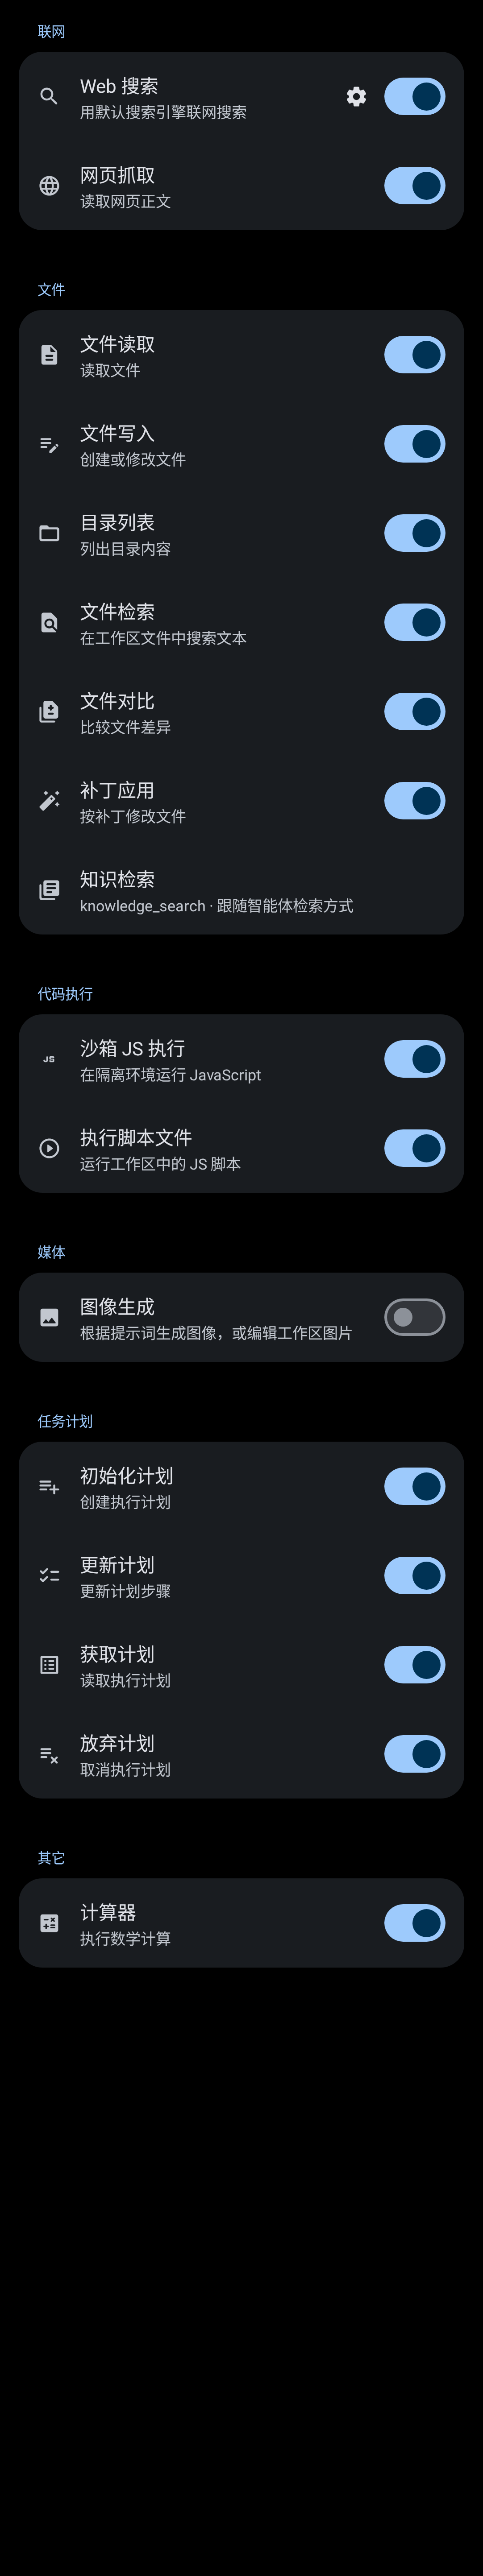 联网
Web 搜索
用默认搜索引擎联网搜索
网页抓取
读取网页正文
文件
文件读取
读取文件
文件写入
创建或修改文件
目录列表
列出目录内容
文件检索
在工作区文件中搜索文本
文件对比
比较文件差异
补丁应用
按补丁修改文件
知识检索
knowledge_search · 跟随智能体检索方式
代码执行
JS
沙箱 JS 执行
在隔离环境运行 JavaScript
执行脚本文件
运行工作区中的 JS 脚本
媒体
图像生成
根据提示词生成图像，或编辑工作区图片
任务计划
初始化计划
创建执行计划
更新计划
更新计划步骤
获取计划
读取执行计划
放弃计划
取消执行计划
其它
计算器
执行数学计算